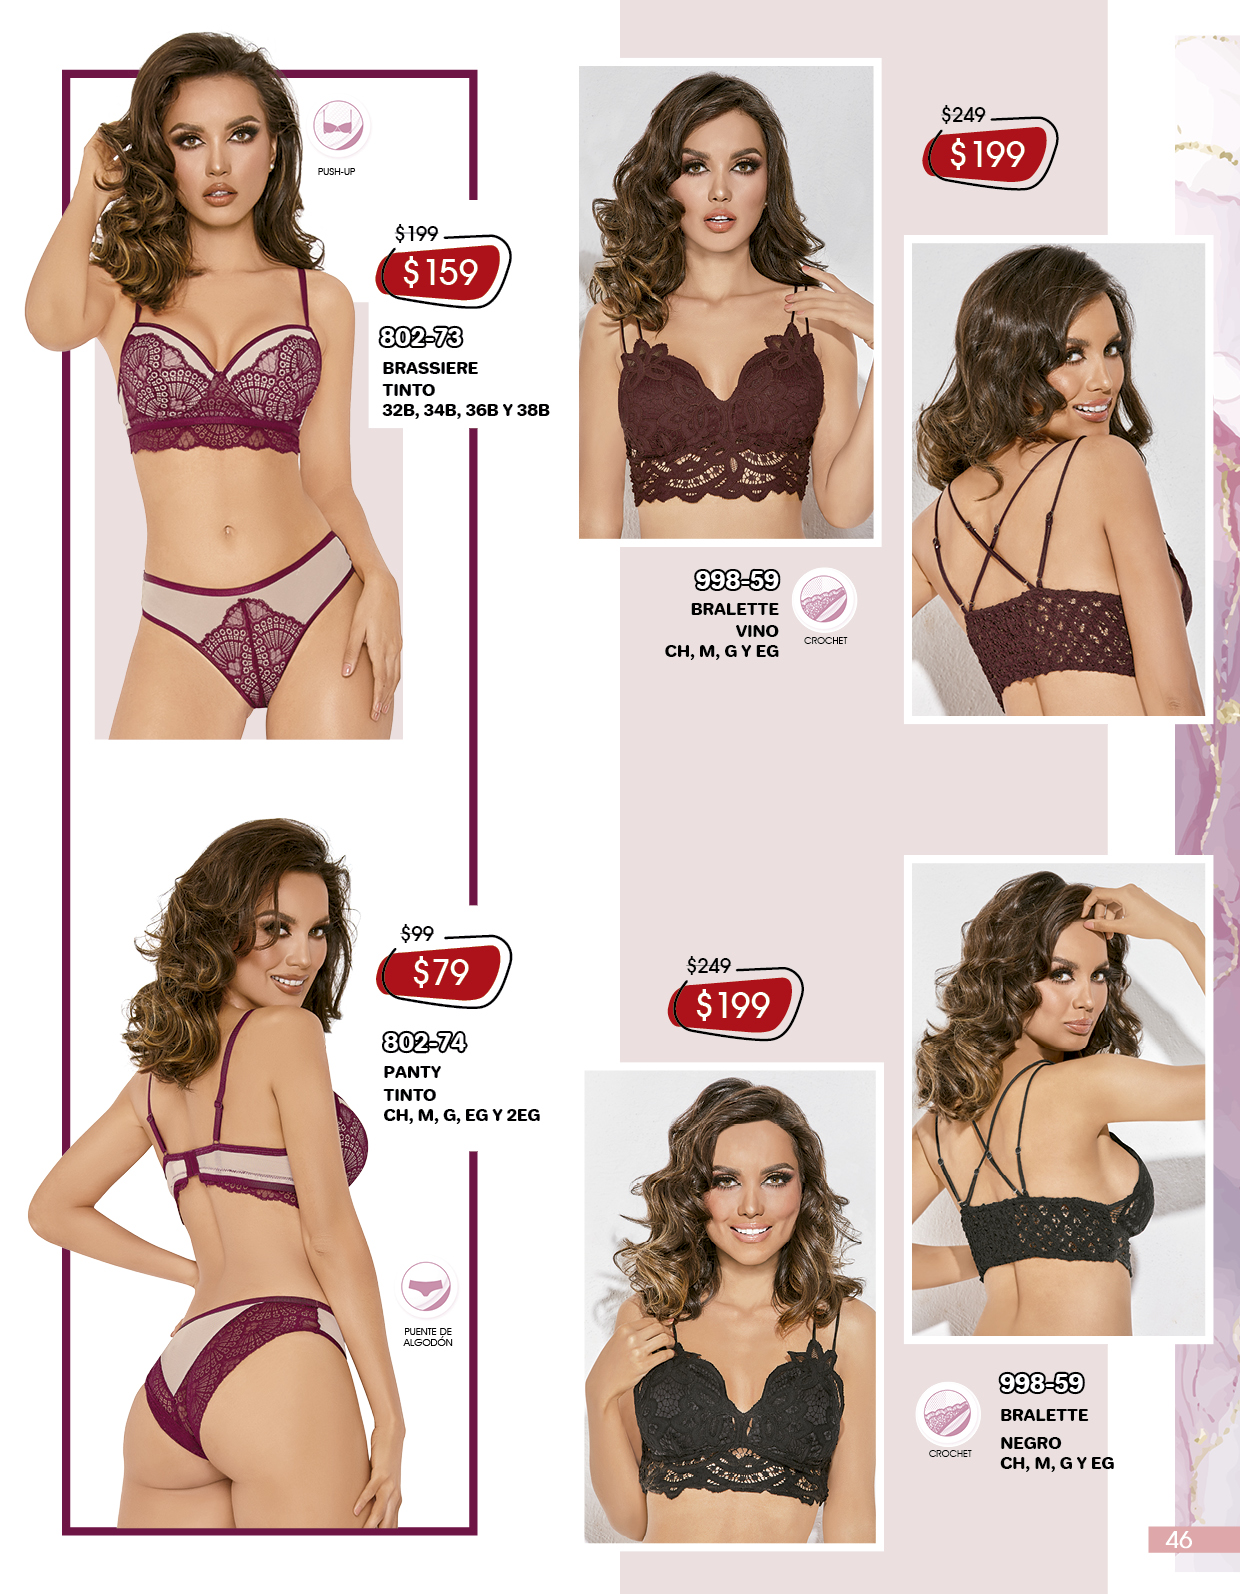 PUSH-UP
$199
$159
802-73
BRASSIERE
TINTO
32B, 34B, 36B Y 38B
$249
$199
998-59
BRALETTE
VINO
CH, M, G Y EG
CROCHET
$99
$79
802-74
PANTY
TINTO
CH, M, G, EG Y 2EG
PUENTE DE
ALGODÓN
$249
$199
998-59
BRALETTE
NEGRO
CH, M, G Y EG
CROCHET
46